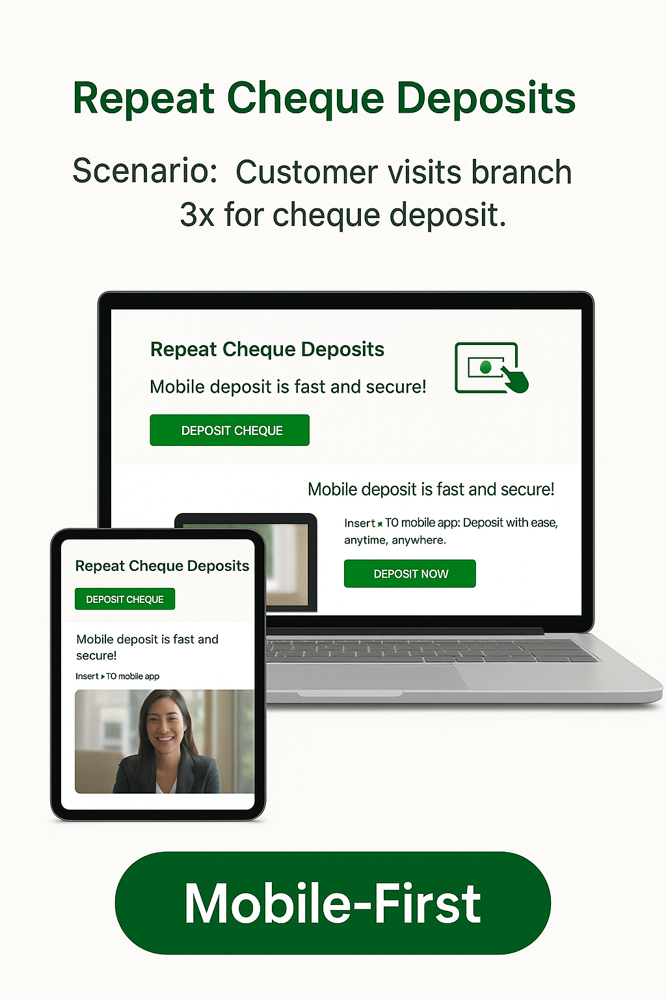 Repeat Cheque Deposits
Scenario: Customer visits branch
3x for cheque deposit.
Repeat Cheque Deposits
Mobile deposit is fast and secure!
DEPOSIT CHEQUE
Mobile deposit is fast and secure!
Insert TO mobile app: Deposit with ease,
anytime, anywhere.
DEPOSIT NOW
Repeat Cheque Deposits
DEPOSIT CHEQUE
Mobile deposit is fast and
secure!
Insert ▸TO mobile app
Mobile-First